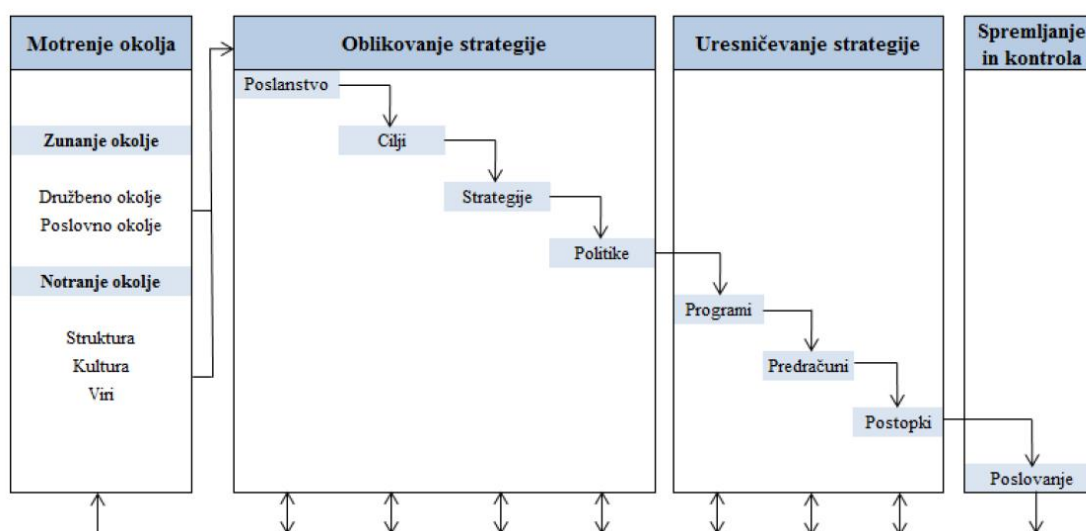 Motrenje okolja
Zunanje okolje
Družbeno okolje
Poslovno okolje
Notranje okolje
Struktura
Kultura
Viri
Oblikovanje strategije
Poslanstvo
Cilji
Strategije
Politike
Uresničevanje strategije
Programi
Predračuni
Postopki
Spremljanje
in kontrola
Poslovanje